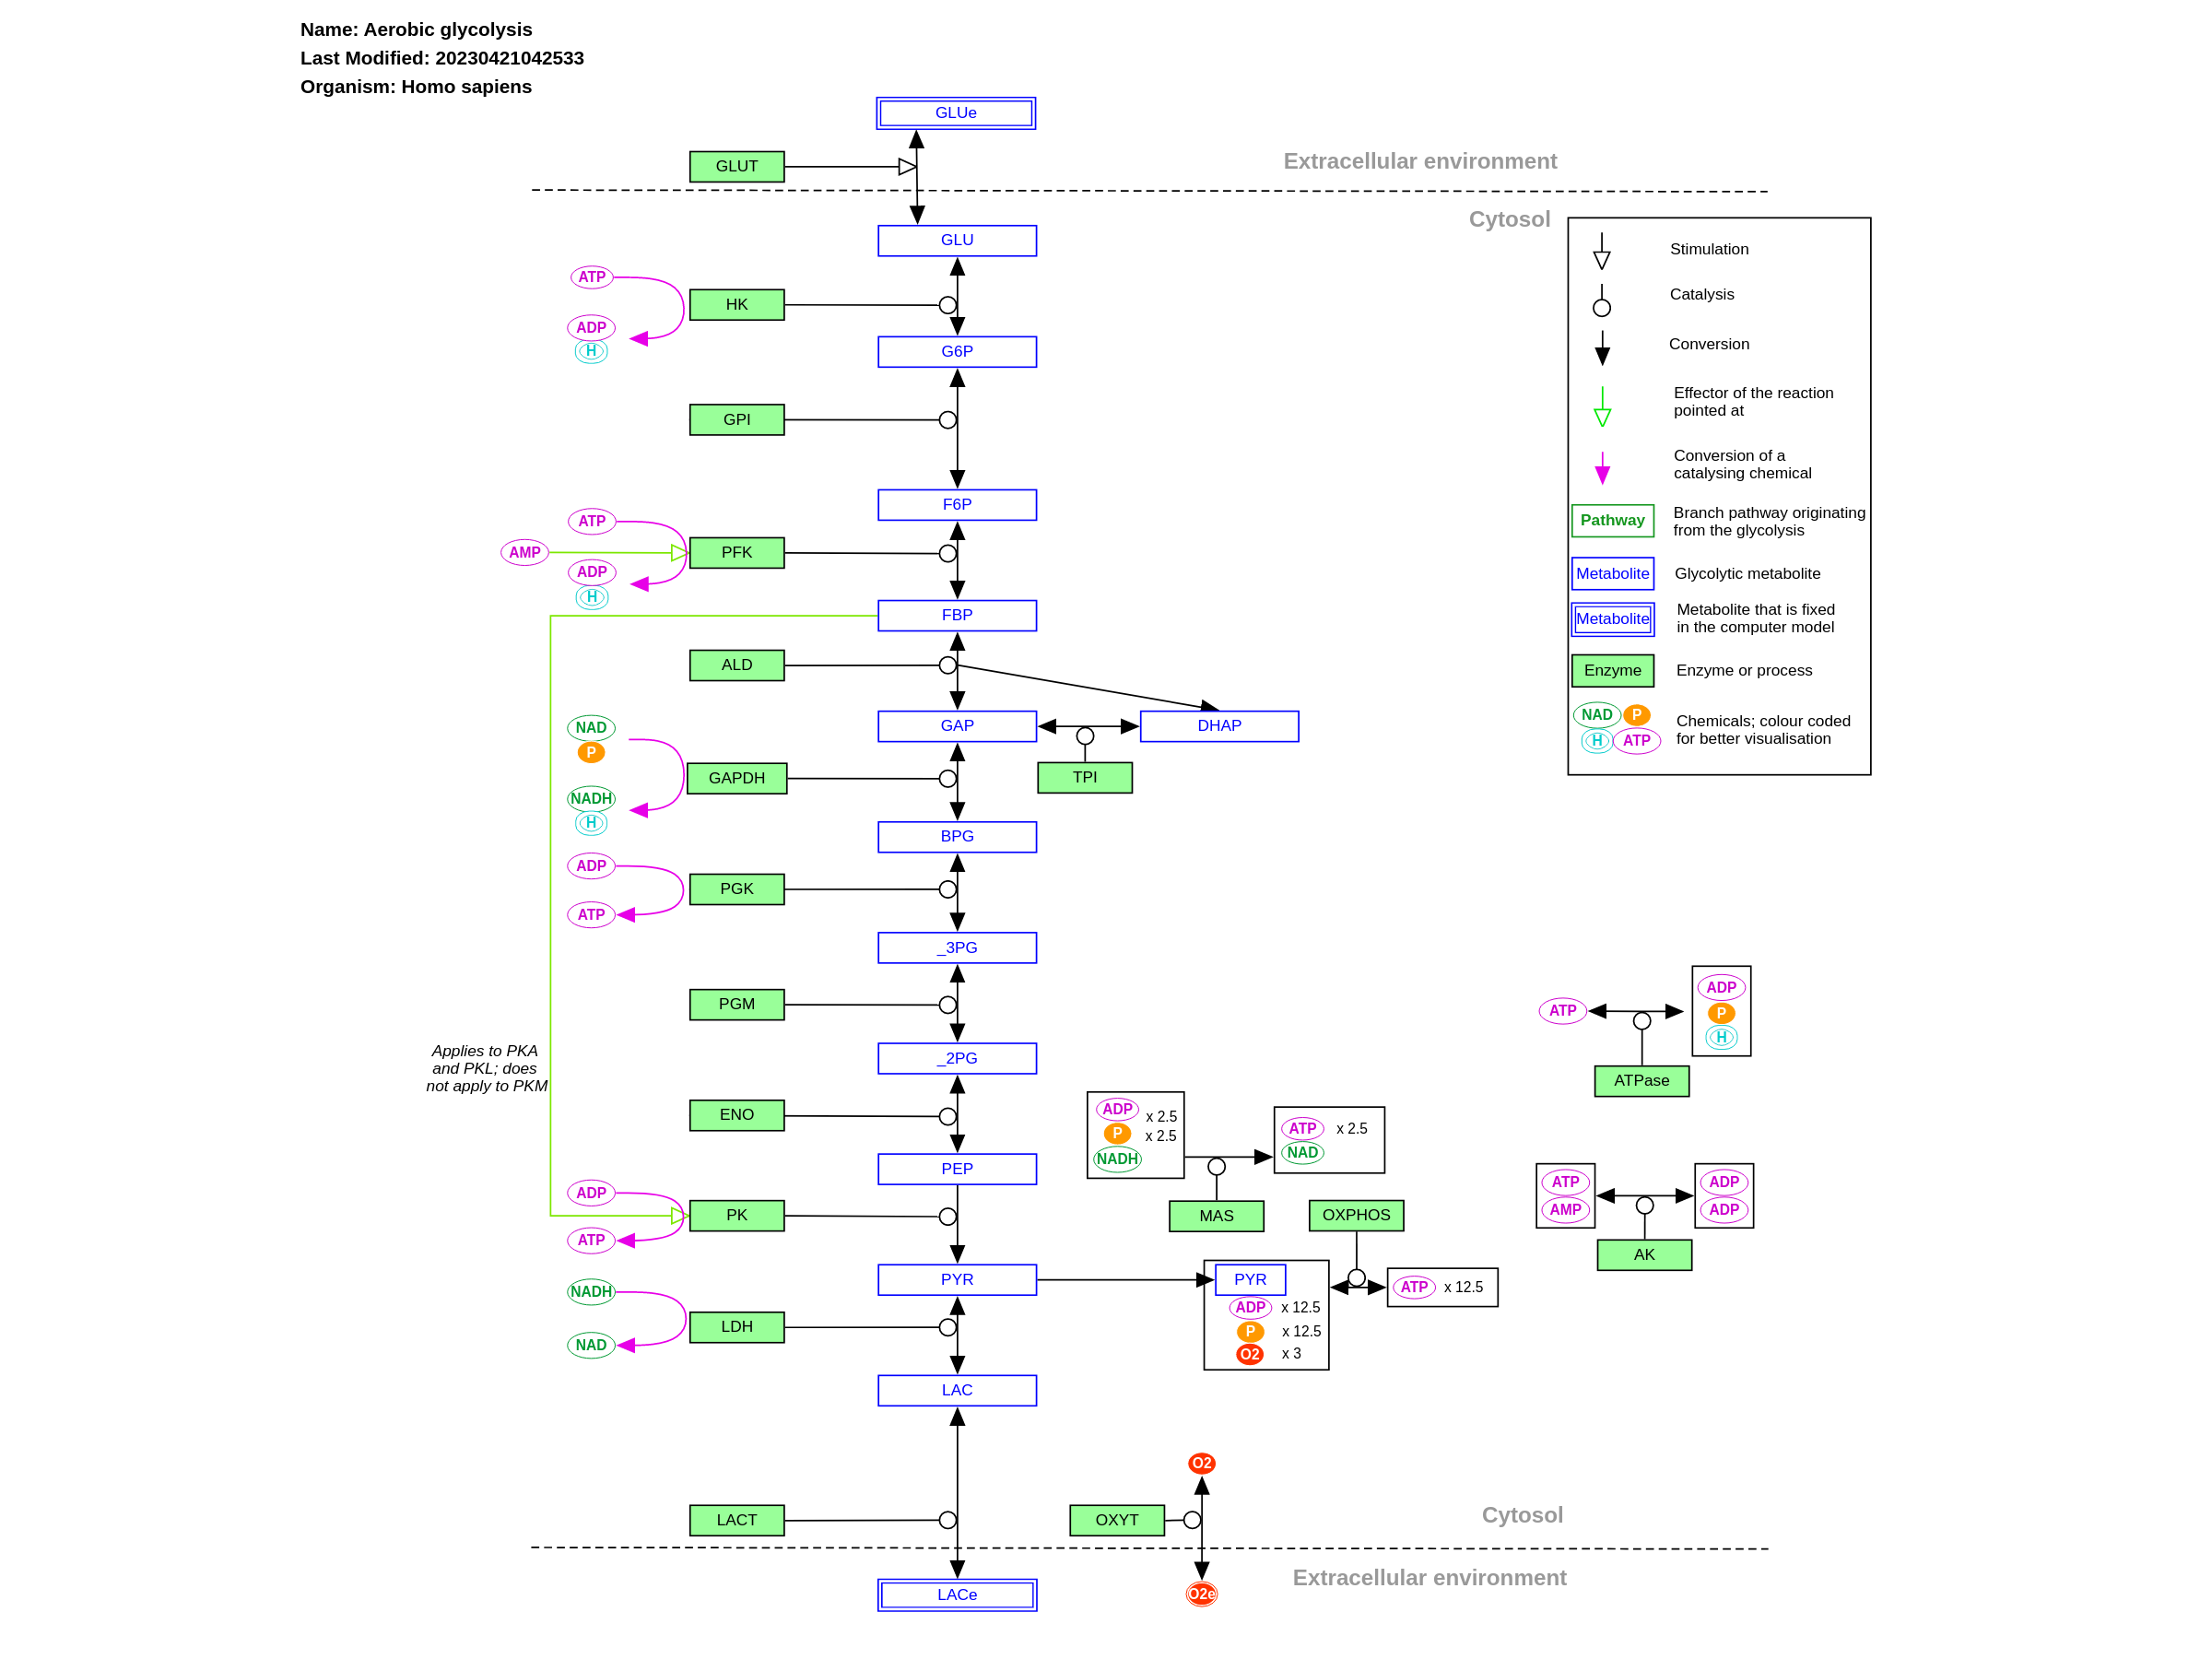 Name: Aerobic glycolysis
Last Modified: 20230421042533
Organism: Homo sapiens
GLUe
GLUT
Extracellular environment
Cytosol
GLU
ATP
HK
ADP
H
G6P
GPI
F6P
ATP
AMP
PFK
ADP
H
FBP
ALD
NAD
P
GAP
DHAP
GAPDH
TPI
NADH
H
BPG
ADP
PGK
ATP
_3PG
PGM
Applies to PKA
and PKL; does
not apply to PKM
_2PG
ENO
PEP
ADP
PK
ATP
PYR
NADH
LDH
NAD
LAC
LACT
LACe
Stimulation
Catalysis
Conversion
Effector of the reaction
pointed at
Conversion of a
catalysing chemical
Pathway
Branch pathway originating
from the glycolysis
Metabolite
Glycolytic metabolite
Metabolite
Metabolite that is fixed
in the computer model
Enzyme
Enzyme or process
NAD P
H ATP
Chemicals; colour coded
for better visualisation
ATP
ADP
P
H
ATPase
ADP x 2.5
P x 2.5
NADH
ATP x 2.5
NAD
MAS
OXPHOS
ATP
AMP
ADP
ADP
AK
PYR
ADP x 12.5
P x 12.5
O2 x 3
ATP x 12.5
O2
OXYT
O2e
Cytosol
Extracellular environment